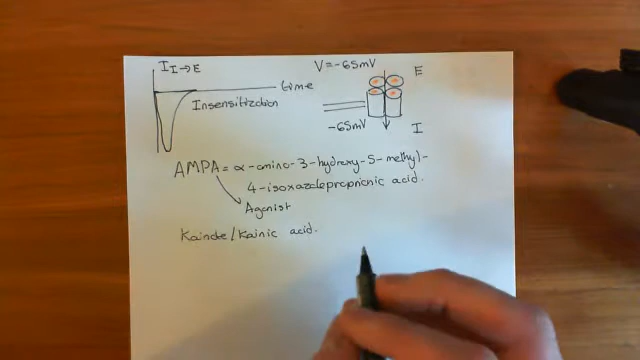 I I→E
V=-65mV
E
time
Insensitization
-65mV
I
AMPA = α-amino-3-hydroxy-5-methyl-
4-isoxazolepropionic acid.
Agonist
Kainate/Kainic acid.